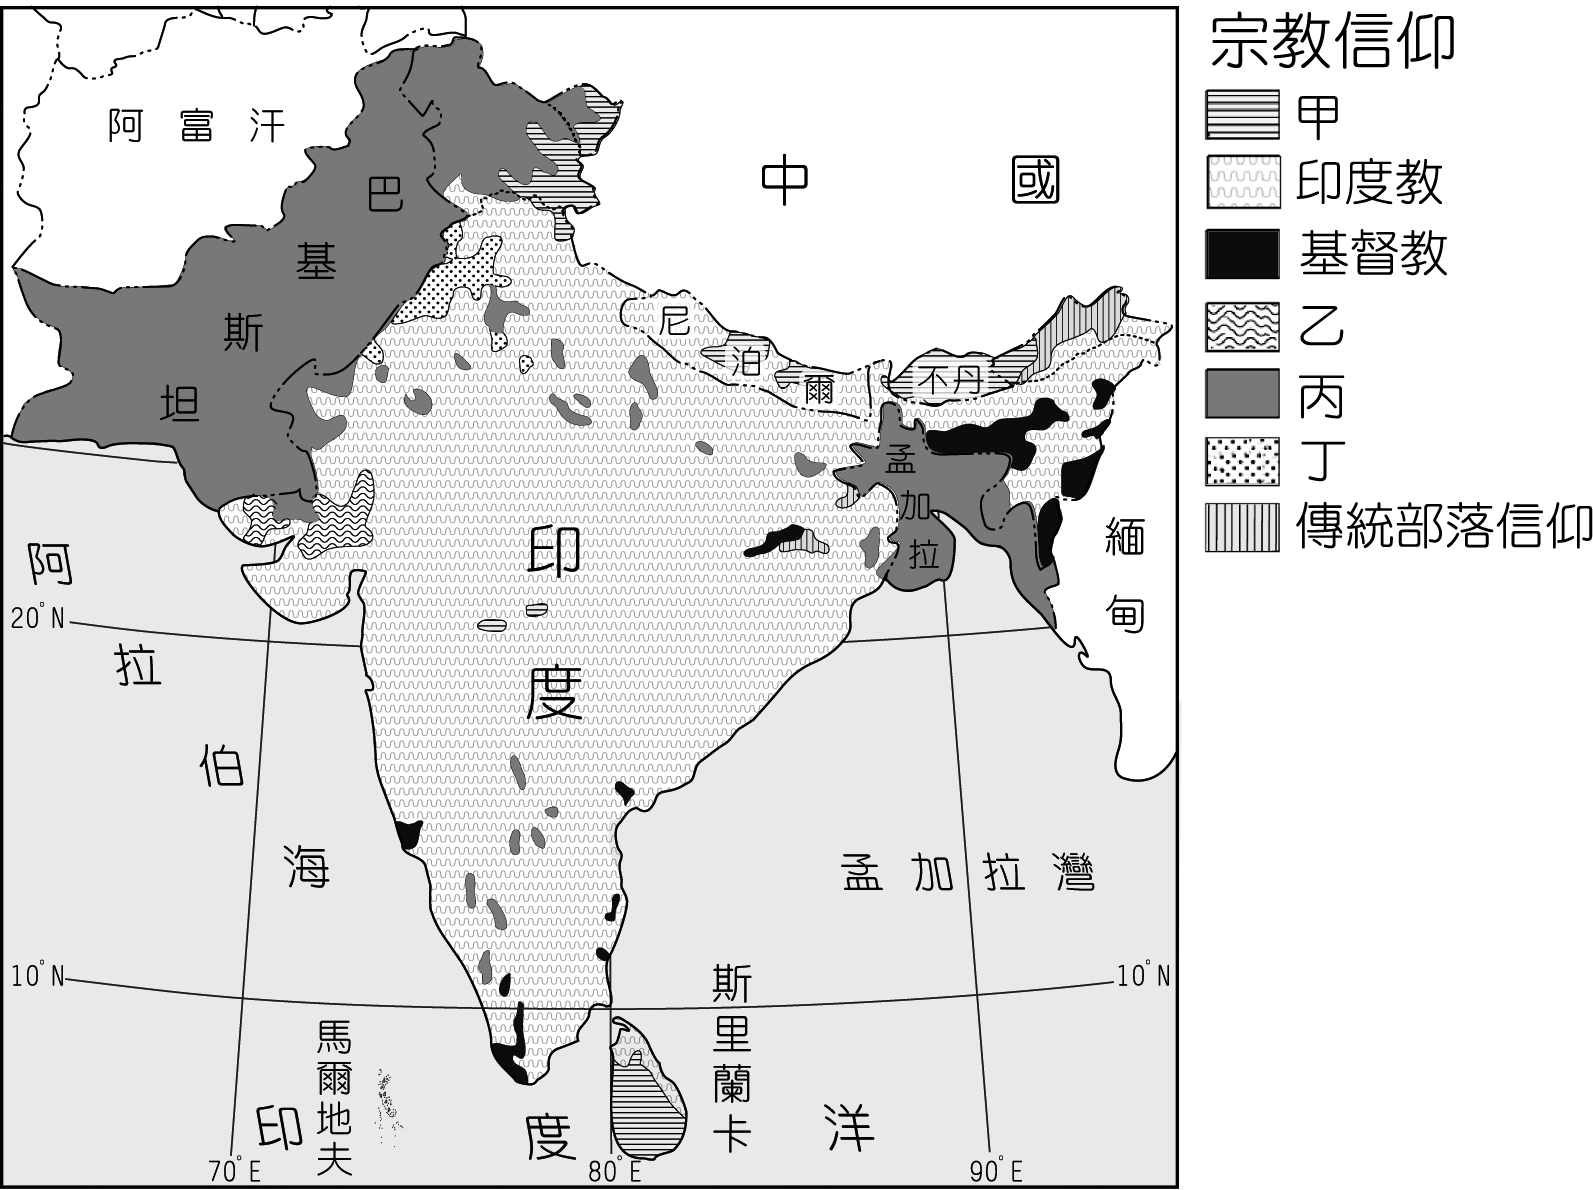 宗教信仰
甲
印度教
基督教
乙
丙
丁
傳統部落信仰
阿富汗
中國
巴基斯坦
尼泊爾
不丹
孟加拉
印度
緬甸
阿拉伯海
孟加拉灣
斯里蘭卡
馬爾地夫
印度洋
20°N
10°N
10°N
70°E
80°E
90°E